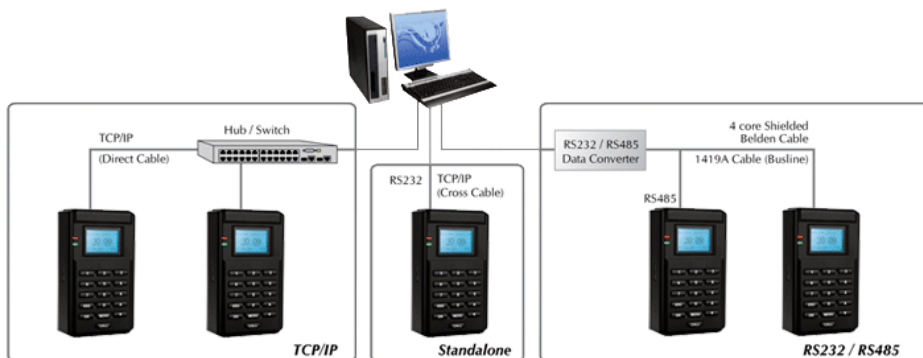 TCP/IP
(Direct Cable)
Hub / Switch
TCP/IP
RS232
TCP/IP
(Cross Cable)
Standalone
RS232 / RS485
Data Converter
4 core Shielded
Belden Cable
1419A Cable (Busline)
RS485
RS232 / RS485